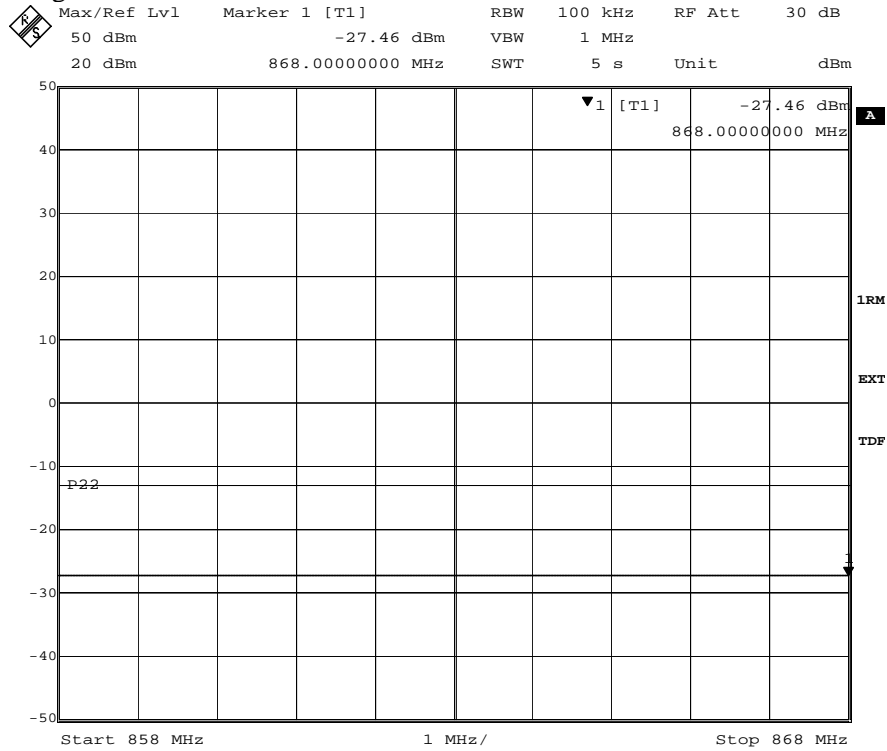 R S
Max/Ref Lvl Marker 1 [T1] RBW 100 kHz RF Att 30 dB
50 dBm -27.46 dBm VBW 1 MHz
20 dBm 868.00000000 MHz SWT 5 s Unit dBm
50
1 [T1] -27.46 dBm
A
868.00000000 MHz
40
30
20
1RM
10
EXT
0
TDF
-10
P22
-20
1
-30
-40
-50
Start 858 MHz 1 MHz/ Stop 868 MHz